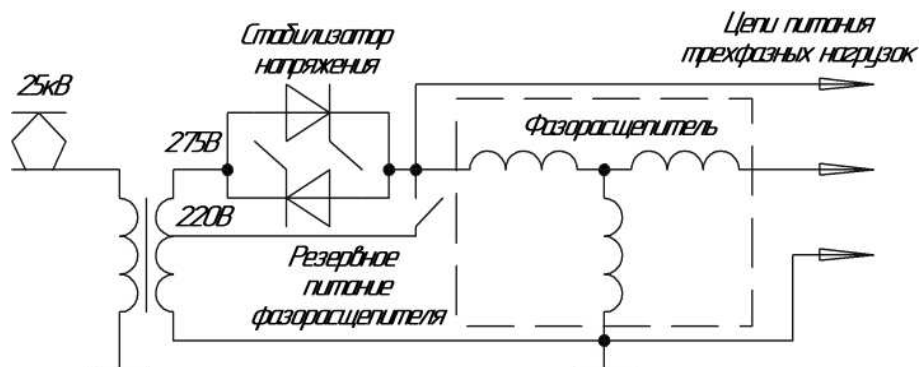 Стабилизатор
напряжения
Цепи питания
трехфазных нагрузок
25кВ
Фазорасщепитель
275В
220В
Резервное
питание
фазорасщепителя